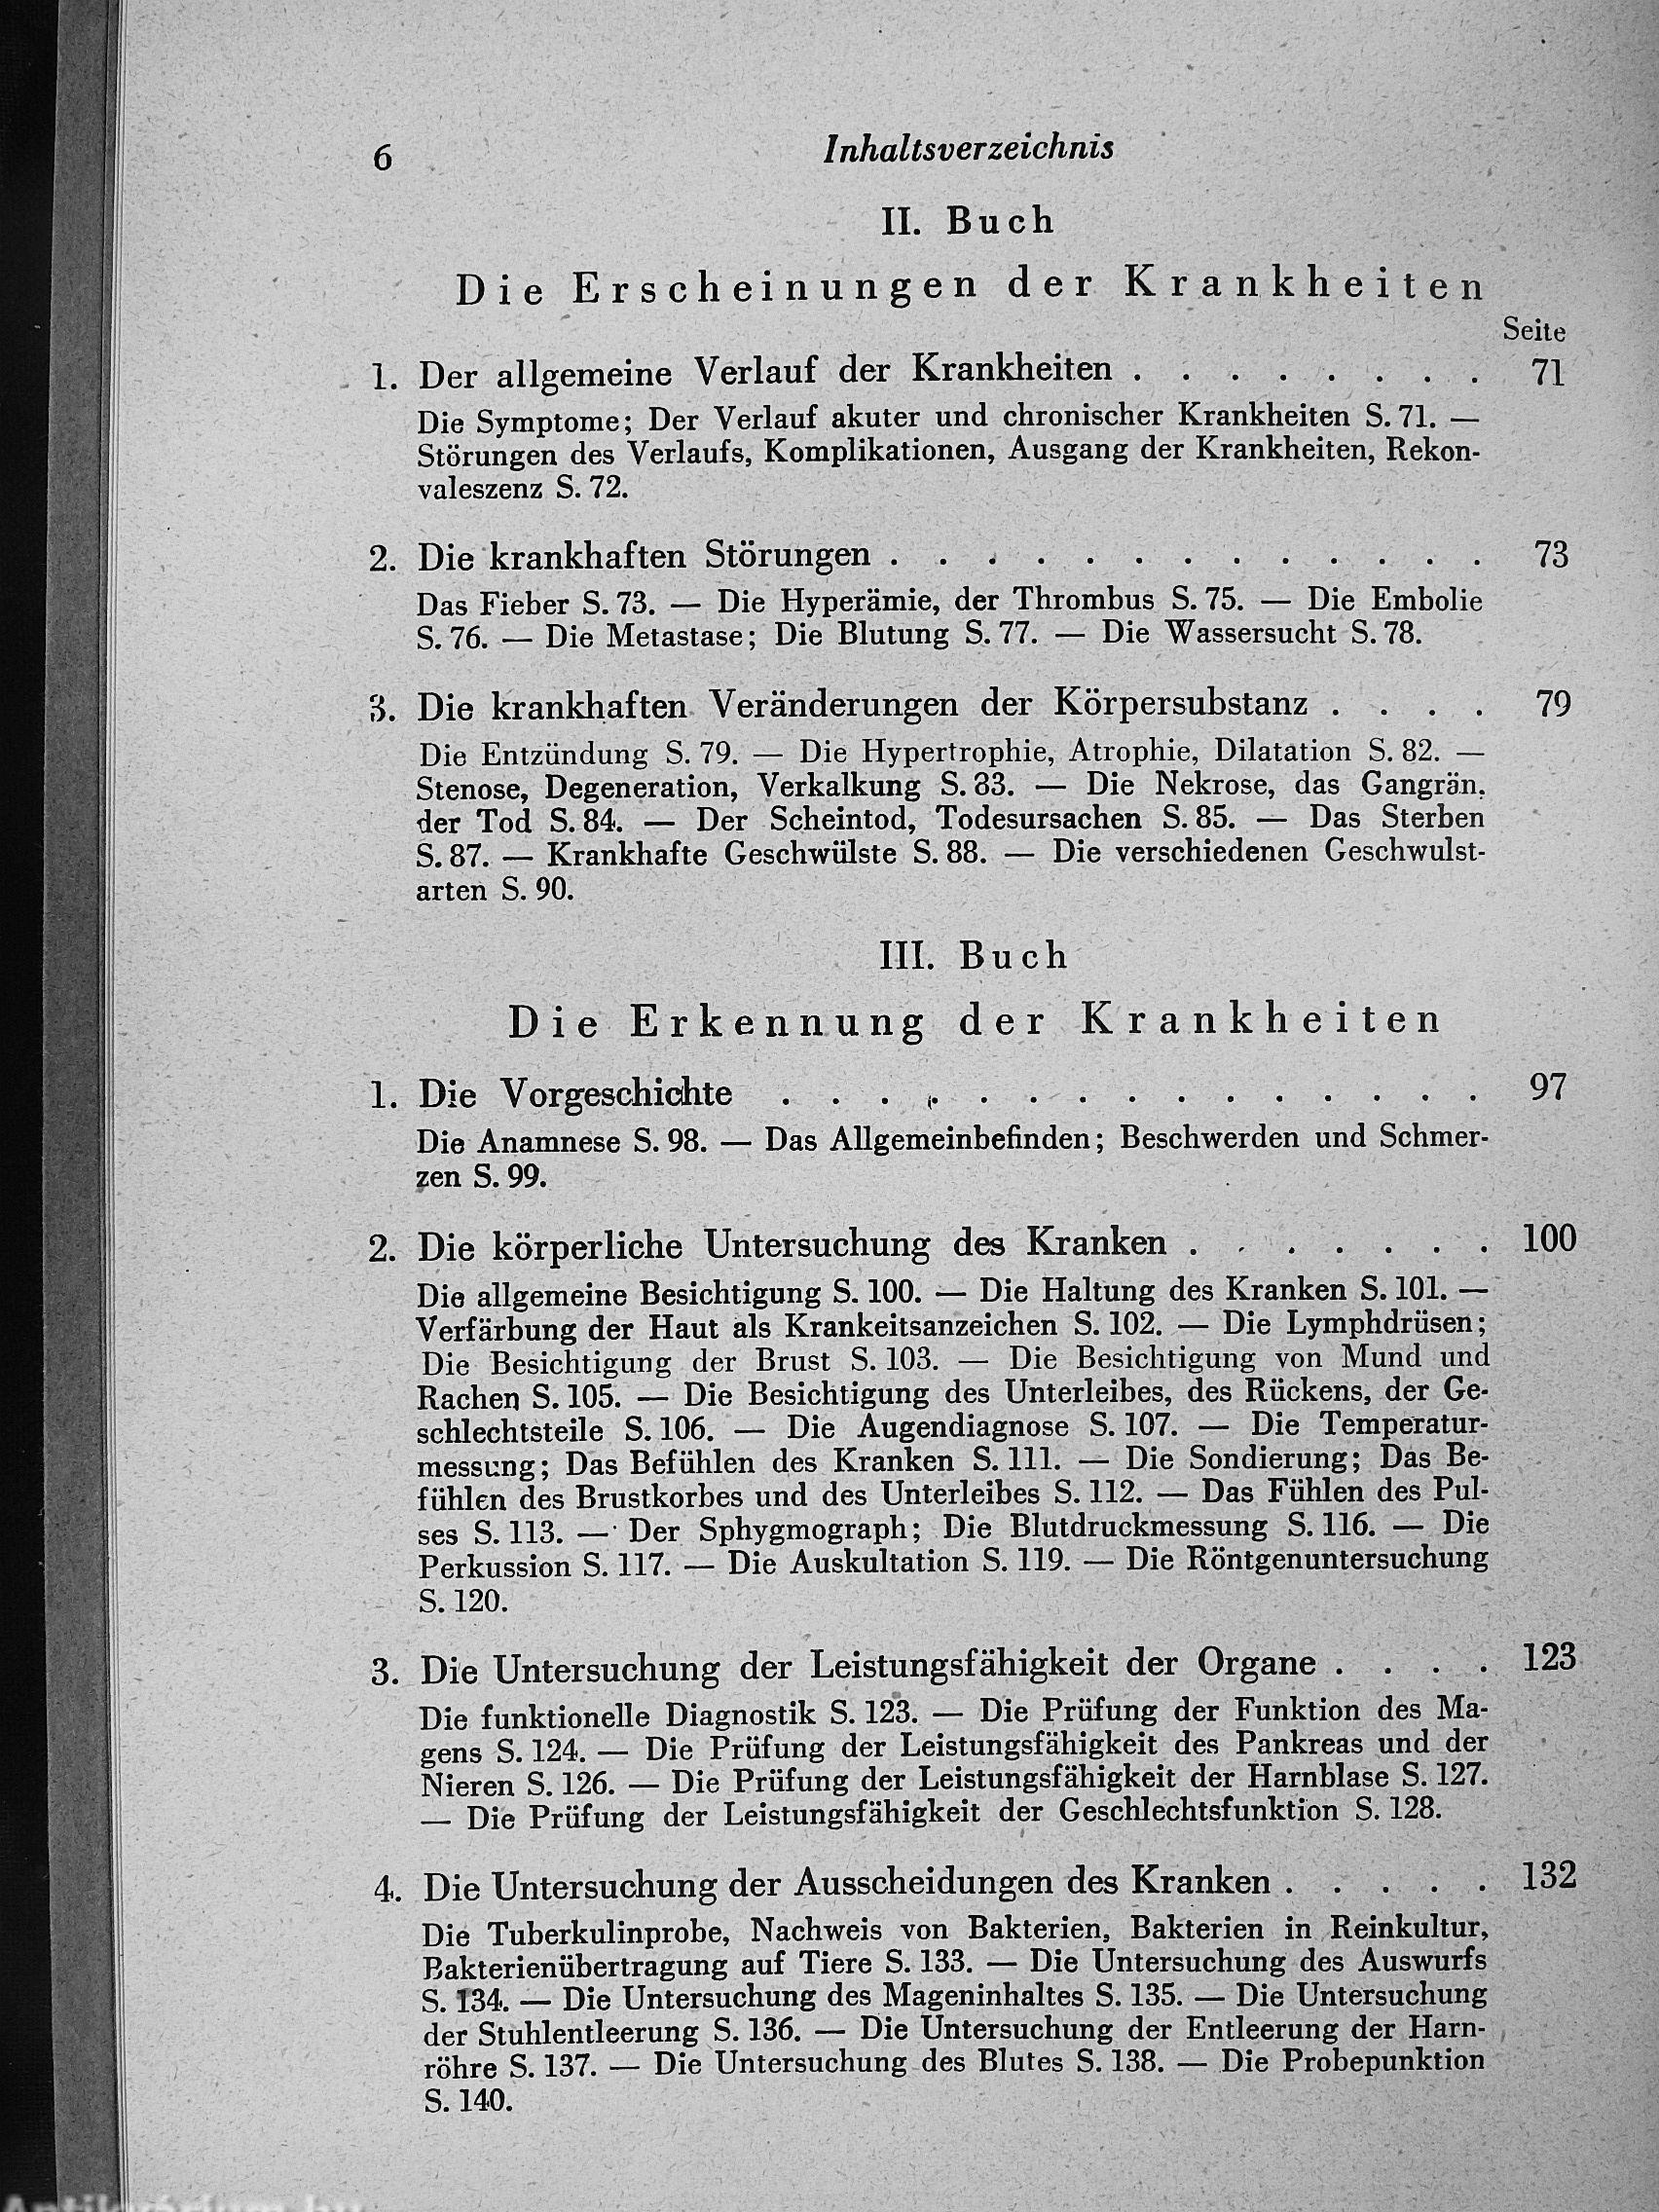 6 Inhaltsverzeichnis
II. Buch
Die Erscheinungen der Krankheiten
Seite
1. Der allgemeine Verlauf der Krankheiten . . . . . . . . 71
Die Symptome; Der Verlauf akuter und chronischer Krankheiten S. 71. —
Störungen des Verlaufs, Komplikationen, Ausgang der Krankheiten, Rekon-
valeszenz S. 72.
2. Die krankhaften Störungen . . . . . . . . . . . . . 73
Das Fieber S. 73. — Die Hyperämie, der Thrombus S. 75. — Die Embolie
S. 76. — Die Metastase; Die Blutung S. 77. — Die Wassersucht S. 78.
3. Die krankhaften Veränderungen der Körpersubstanz . . . . 79
Die Entzündung S. 79. — Die Hypertrophie, Atrophie, Dilatation S. 82. —
Stenose, Degeneration, Verkalkung S. 83. — Die Nekrose, das Gangrän,
der Tod S. 84. — Der Scheintod, Todesursachen S. 85. — Das Sterben
S. 87. — Krankhafte Geschwülste S. 88. — Die verschiedenen Geschwulst-
arten S. 90.
III. Buch
Die Erkennung der Krankheiten
1. Die Vorgeschichte . . . . . . . . . . . . . . . 97
Die Anamnese S. 98. — Das Allgemeinbefinden; Beschwerden und Schmer-
zen S. 99.
2. Die körperliche Untersuchung des Kranken . . . . . . . 100
Die allgemeine Besichtigung S. 100. — Die Haltung des Kranken S. 101. —
Verfärbung der Haut als Krankeitsanzeichen S. 102. — Die Lymphdrüsen;
Die Besichtigung der Brust S. 103. — Die Besichtigung von Mund und
Rachen S. 105. — Die Besichtigung des Unterleibes, des Rückens, der Ge-
schlechtsteile S. 106. — Die Augendiagnose S. 107. — Die Temperatur-
messung; Das Befühlen des Kranken S. 111. — Die Sondierung; Das Be-
fühlen des Brustkorbes und des Unterleibes S. 112. — Das Fühlen des Pul-
ses S. 113. — Der Sphygmograph; Die Blutdruckmessung S. 116. — Die
Perkussion S. 117. — Die Auskultation S. 119. — Die Röntgenuntersuchung
S. 120.
3. Die Untersuchung der Leistungsfähigkeit der Organe . . . . 123
Die funktionelle Diagnostik S. 123. — Die Prüfung der Funktion des Ma-
gens S. 124. — Die Prüfung der Leistungsfähigkeit des Pankreas und der
Nieren S. 126. — Die Prüfung der Leistungsfähigkeit der Harnblase S. 127.
— Die Prüfung der Leistungsfähigkeit der Geschlechtsfunktion S. 128.
4. Die Untersuchung der Ausscheidungen des Kranken . . . . . 132
Die Tuberkulinprobe, Nachweis von Bakterien, Bakterien in Reinkultur,
Bakterienübertragung auf Tiere S. 133. — Die Untersuchung des Auswurfs
S. 134. — Die Untersuchung des Mageninhaltes S. 135. — Die Untersuchung
der Stuhlentleerung S. 136. — Die Untersuchung der Entleerung der Harn-
röhre S. 137. — Die Untersuchung des Blutes S. 138. — Die Probepunktion
S. 140.